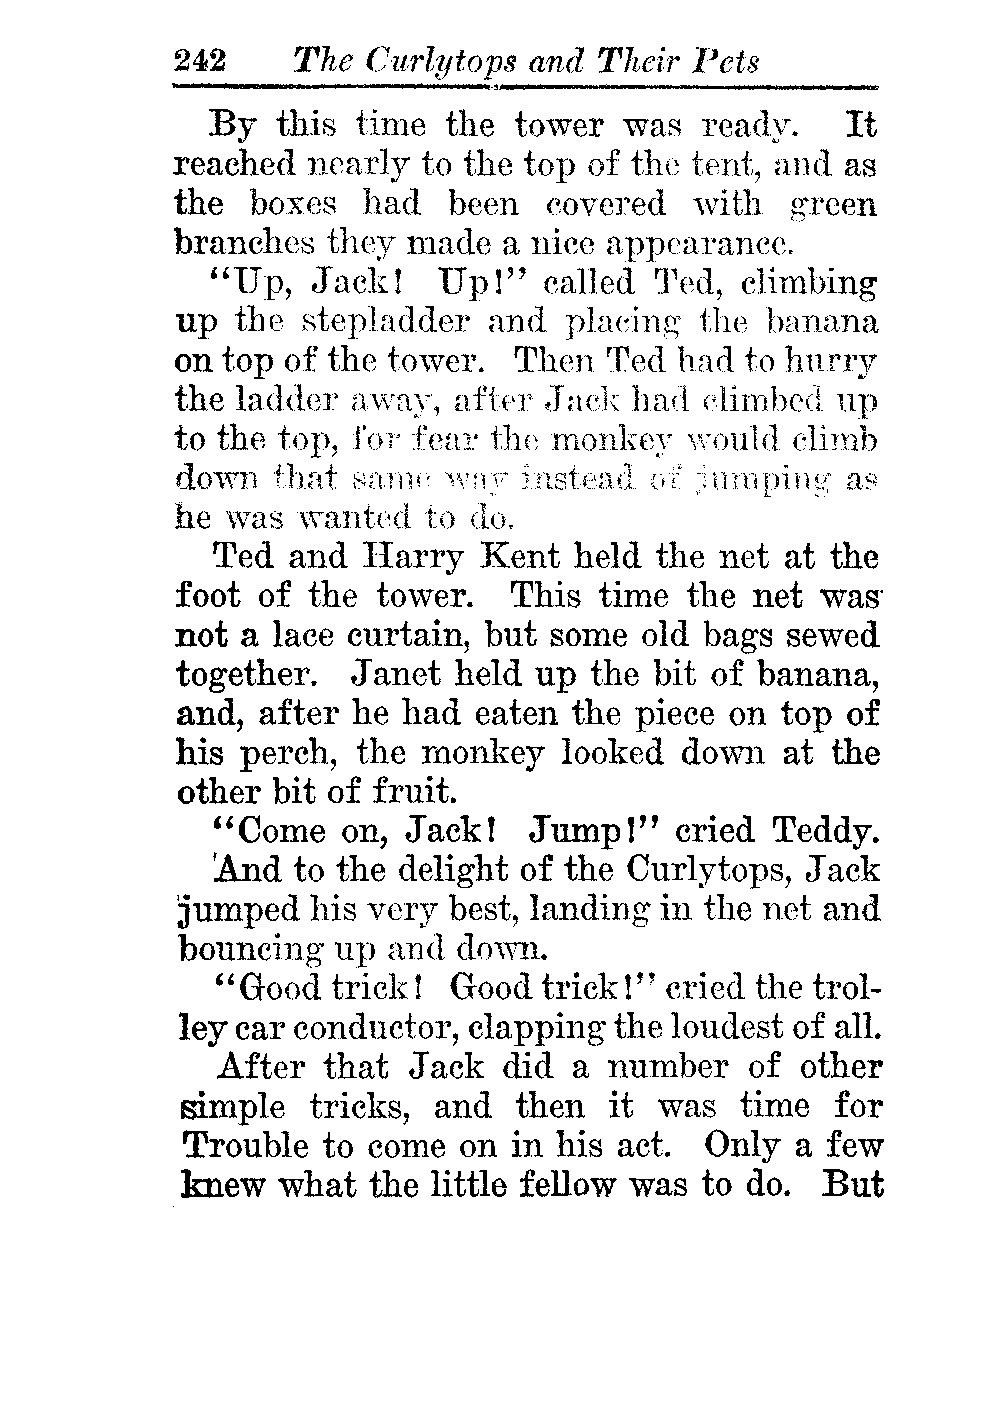 242 The Curlytops and Their Pets
By this time the tower was ready. It
reached nearly to the top of the tent, and as
the boxes had been covered with green
branches they made a nice appearance.
"Up, Jack! Up!" called Ted, climbing
up the stepladder and placing the banana
on top of the tower. Then Ted had to hurry
the ladder away, after Jack had climbed up
to the top, for fear the monkey would climb
down that same way instead of jumping as
he was wanted to do.
Ted and Harry Kent held the net at the
foot of the tower. This time the net was
not a lace curtain, but some old bags sewed
together. Janet held up the bit of banana,
and, after he had eaten the piece on top of
his perch, the monkey looked down at the
other bit of fruit.
"Come on, Jack! Jump!" cried Teddy.
And to the delight of the Curlytops, Jack
jumped his very best, landing in the net and
bouncing up and down.
"Good trick! Good trick!" cried the trol-
ley car conductor, clapping the loudest of all.
After that Jack did a number of other
simple tricks, and then it was time for
Trouble to come on in his act. Only a few
knew what the little fellow was to do. But